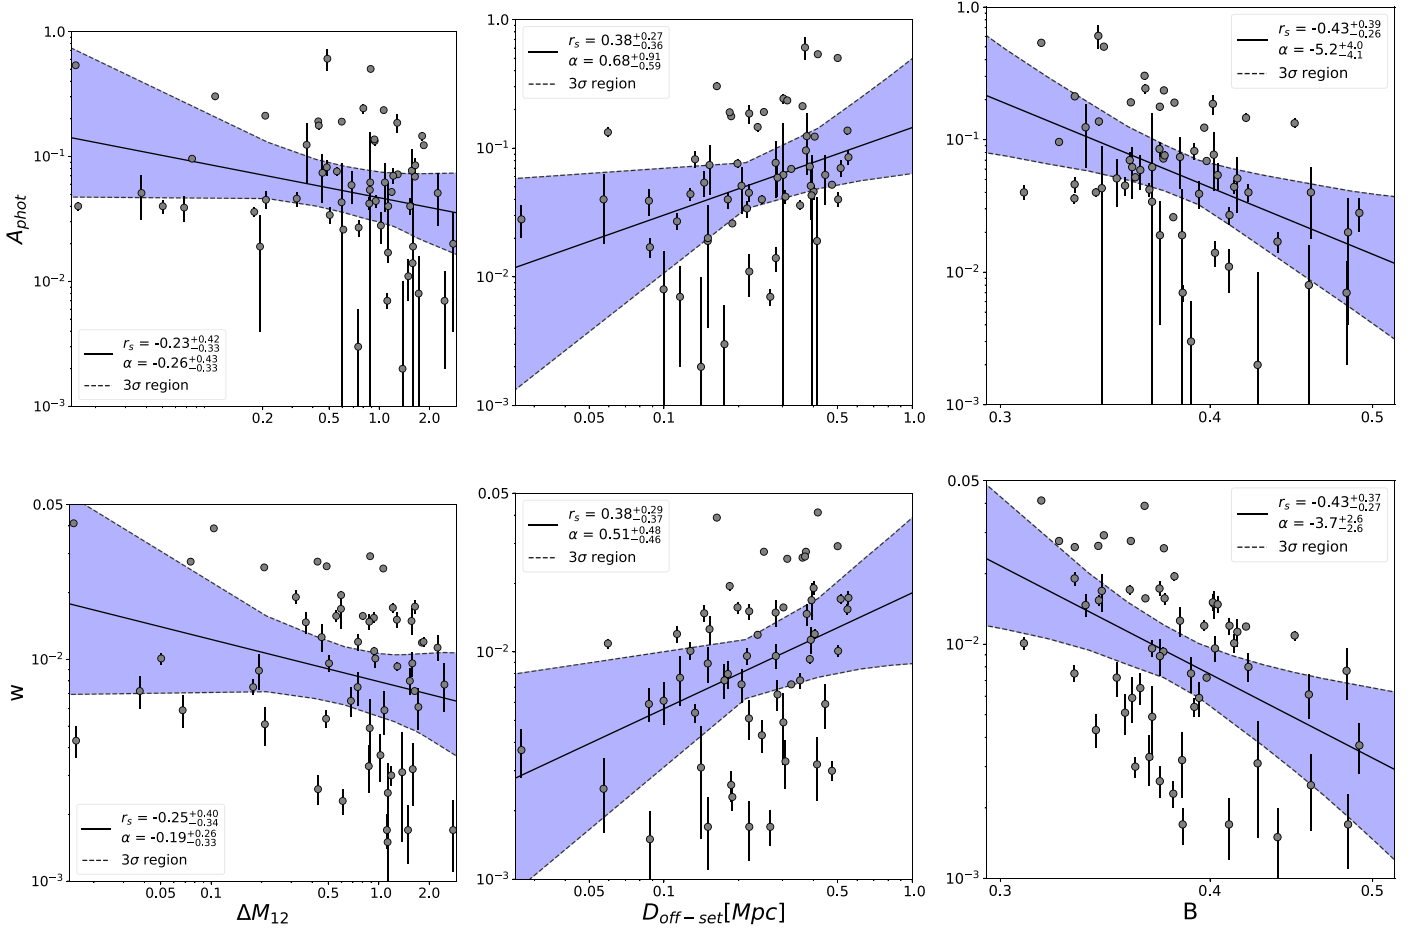 1.0
10⁻¹
10⁻²
10⁻³
A_phot
0.2 0.5 1.0 2.0
r_s = -0.23^{+0.42}_{-0.33}
α = -0.26^{+0.43}_{-0.33}
3σ region
1.0
10⁻¹
10⁻²
10⁻³
0.05 0.1 0.2 0.5 1.0
r_s = 0.38^{+0.27}_{-0.36}
α = 0.68^{+0.91}_{-0.59}
3σ region
1.0
10⁻¹
10⁻²
10⁻³
0.3 0.4 0.5
r_s = -0.43^{+0.39}_{-0.26}
α = -5.2^{+4.0}_{-4.1}
3σ region
0.05
10⁻²
10⁻³
w
0.05 0.1 0.2 0.5 1.0 2.0
r_s = -0.25^{+0.40}_{-0.34}
α = -0.19^{+0.26}_{-0.33}
3σ region
ΔM_{12}
0.05
10⁻²
10⁻³
0.05 0.1 0.2 0.5 1.0
r_s = 0.38^{+0.29}_{-0.37}
α = 0.51^{+0.48}_{-0.46}
3σ region
D_{off-set}[Mpc]
0.05
10⁻²
10⁻³
0.3 0.4 0.5
r_s = -0.43^{+0.37}_{-0.27}
α = -3.7^{+2.6}_{-2.6}
3σ region
B